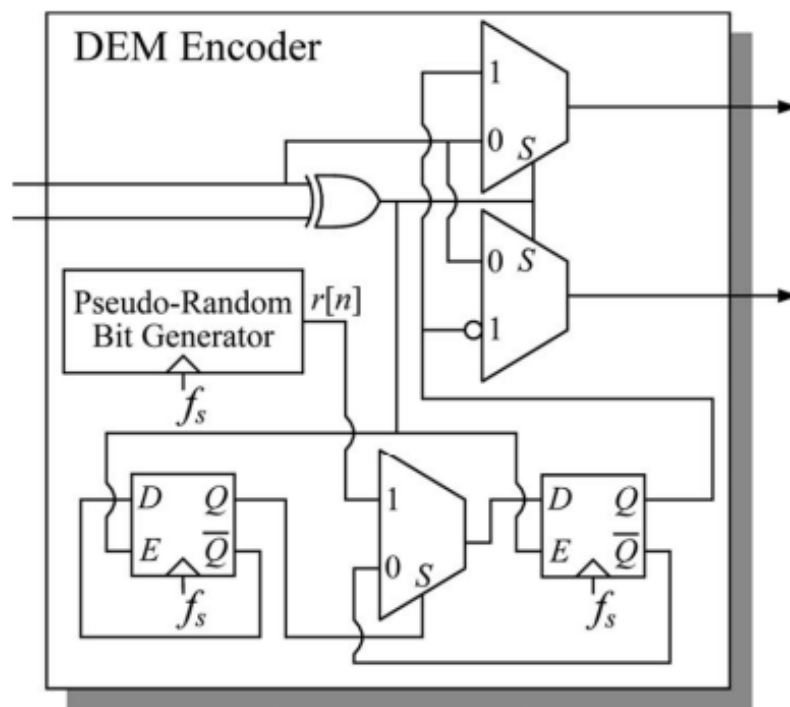 DEM Encoder
1
0
S
0
S
1
Pseudo-Random
Bit Generator
r[n]
fs
D Q
E Q̅
fs
1
0
S
D Q
E Q̅
fs